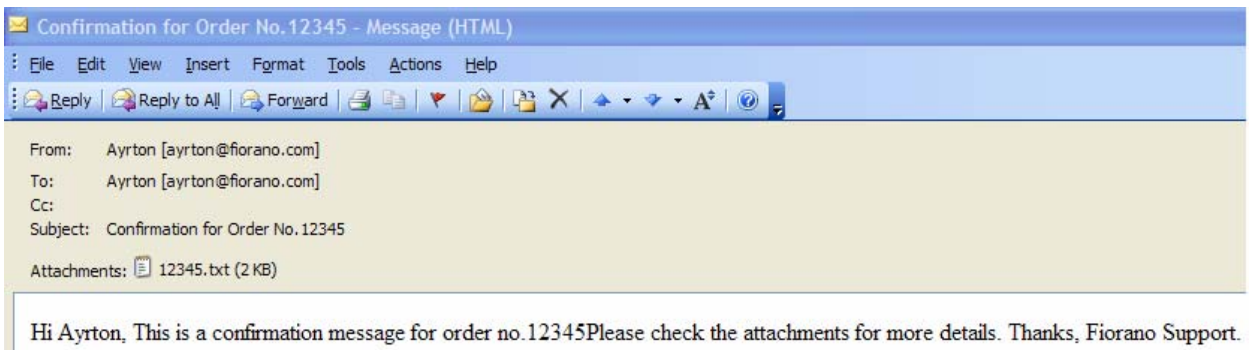 Confirmation for Order No.12345 - Message (HTML)
File Edit View Insert Format Tools Actions Help
Reply Reply to All Forward A
From: Ayrton [ayrton@fiorano.com]
To: Ayrton [ayrton@fiorano.com]
Cc:
Subject: Confirmation for Order No.12345
Attachments: 12345.txt (2 KB)
Hi Ayrton, This is a confirmation message for order no.12345Please check the attachments for more details. Thanks, Fiorano Support.